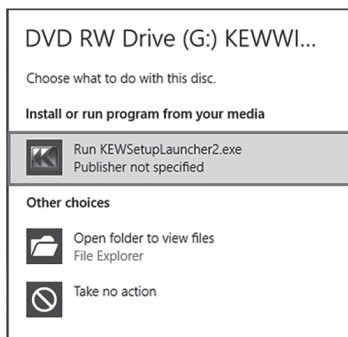 DVD RW Drive (G:) KEWWI...
Choose what to do with this disc.
Install or run program from your media
Run KEWSetupLauncher2.exe
Publisher not specified
Other choices
Open folder to view files
File Explorer
Take no action